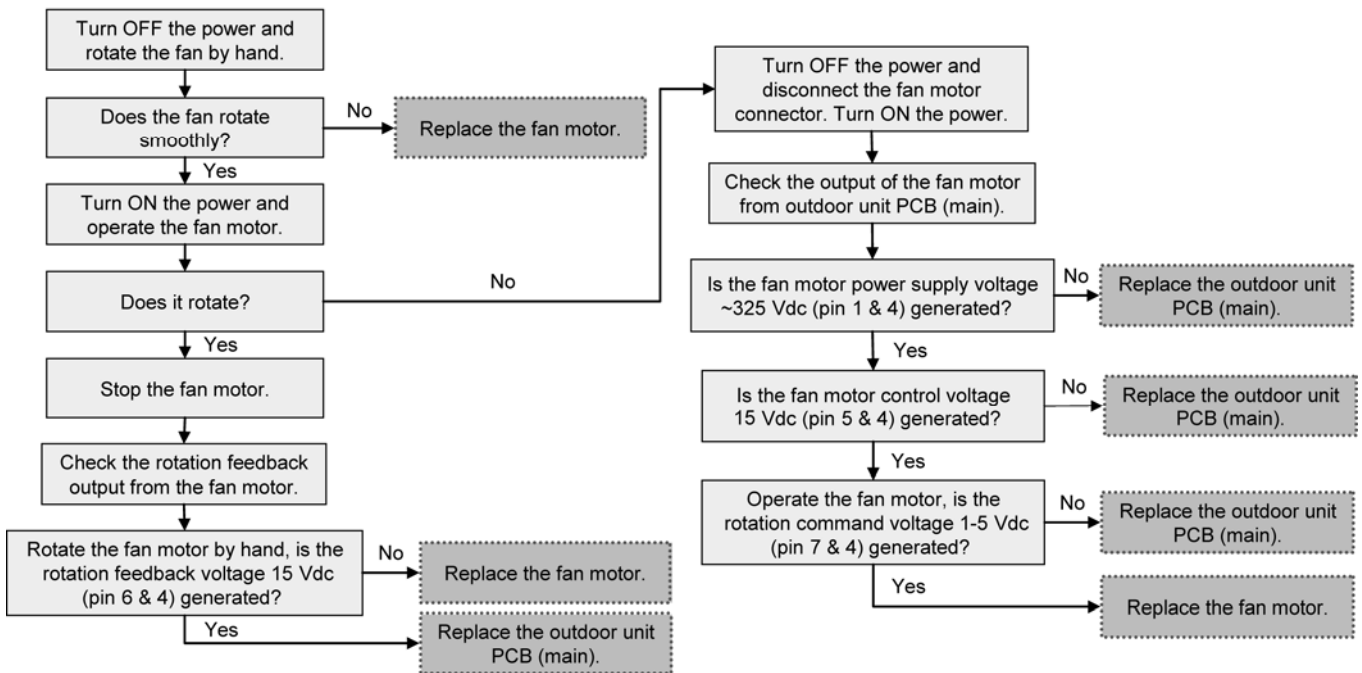 Turn OFF the power and
rotate the fan by hand.
Does the fan rotate
smoothly?
No
Replace the fan motor.
Yes
Turn ON the power and
operate the fan motor.
Does it rotate?
No
Yes
Stop the fan motor.
Check the rotation feedback
output from the fan motor.
Rotate the fan motor by hand, is the
rotation feedback voltage 15 Vdc
(pin 6 & 4) generated?
No
Replace the fan motor.
Yes
Replace the outdoor unit
PCB (main).
Turn OFF the power and
disconnect the fan motor
connector. Turn ON the power.
Check the output of the fan motor
from outdoor unit PCB (main).
Is the fan motor power supply voltage
~325 Vdc (pin 1 & 4) generated?
No
Replace the outdoor unit
PCB (main).
Yes
Is the fan motor control voltage
15 Vdc (pin 5 & 4) generated?
No
Replace the outdoor unit
PCB (main).
Yes
Operate the fan motor, is the
rotation command voltage 1-5 Vdc
(pin 7 & 4) generated?
No
Replace the outdoor unit
PCB (main).
Yes
Replace the fan motor.